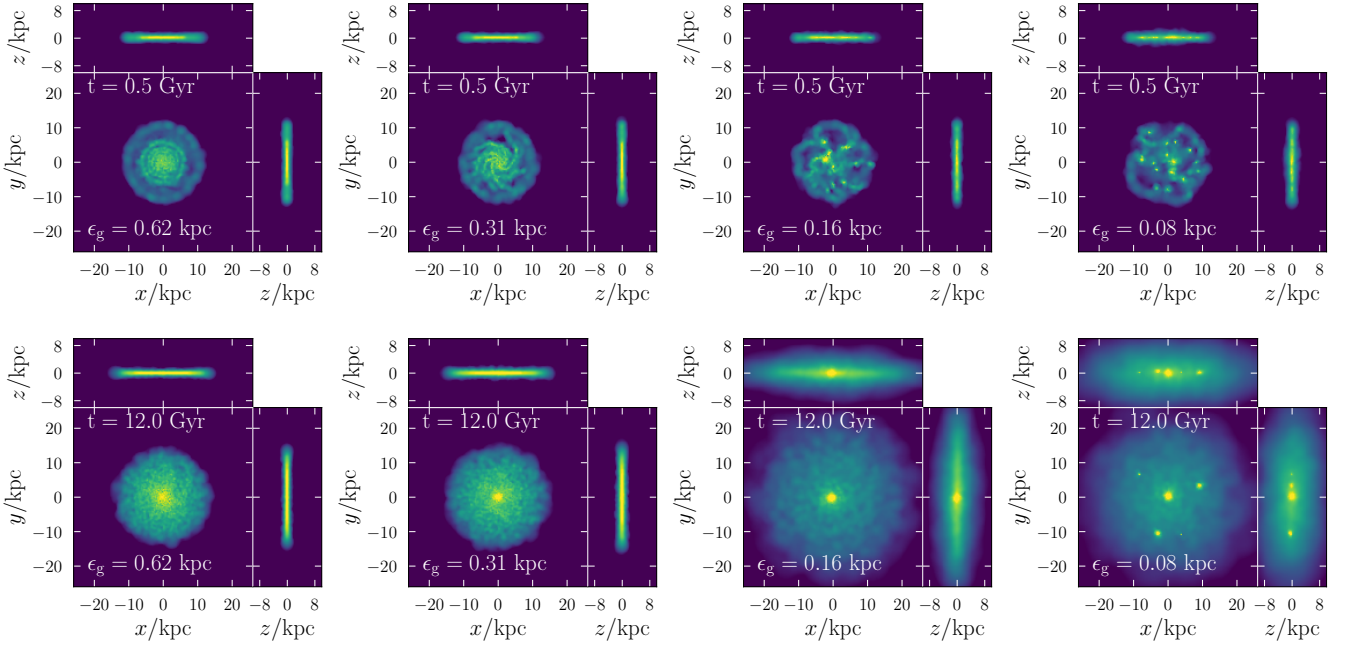 z/kpc
8
0
−8
t = 0.5 Gyr
y/kpc
20
10
0
−10
−20
ϵg = 0.62 kpc
−20 −10 0 10 20
−8 0 8
x/kpc
z/kpc
z/kpc
8
0
−8
t = 0.5 Gyr
y/kpc
20
10
0
−10
−20
ϵg = 0.31 kpc
−20 −10 0 10 20
−8 0 8
x/kpc
z/kpc
z/kpc
8
0
−8
t = 0.5 Gyr
y/kpc
20
10
0
−10
−20
ϵg = 0.16 kpc
−20 −10 0 10 20
−8 0 8
x/kpc
z/kpc
z/kpc
8
0
−8
t = 0.5 Gyr
y/kpc
20
10
0
−10
−20
ϵg = 0.08 kpc
−20 −10 0 10 20
−8 0 8
x/kpc
z/kpc
z/kpc
8
0
−8
t = 12.0 Gyr
y/kpc
20
10
0
−10
−20
ϵg = 0.62 kpc
−20 −10 0 10 20
−8 0 8
x/kpc
z/kpc
z/kpc
8
0
−8
t = 12.0 Gyr
y/kpc
20
10
0
−10
−20
ϵg = 0.31 kpc
−20 −10 0 10 20
−8 0 8
x/kpc
z/kpc
z/kpc
8
0
−8
t = 12.0 Gyr
y/kpc
20
10
0
−10
−20
ϵg = 0.16 kpc
−20 −10 0 10 20
−8 0 8
x/kpc
z/kpc
z/kpc
8
0
−8
t = 12.0 Gyr
y/kpc
20
10
0
−10
−20
ϵg = 0.08 kpc
−20 −10 0 10 20
−8 0 8
x/kpc
z/kpc